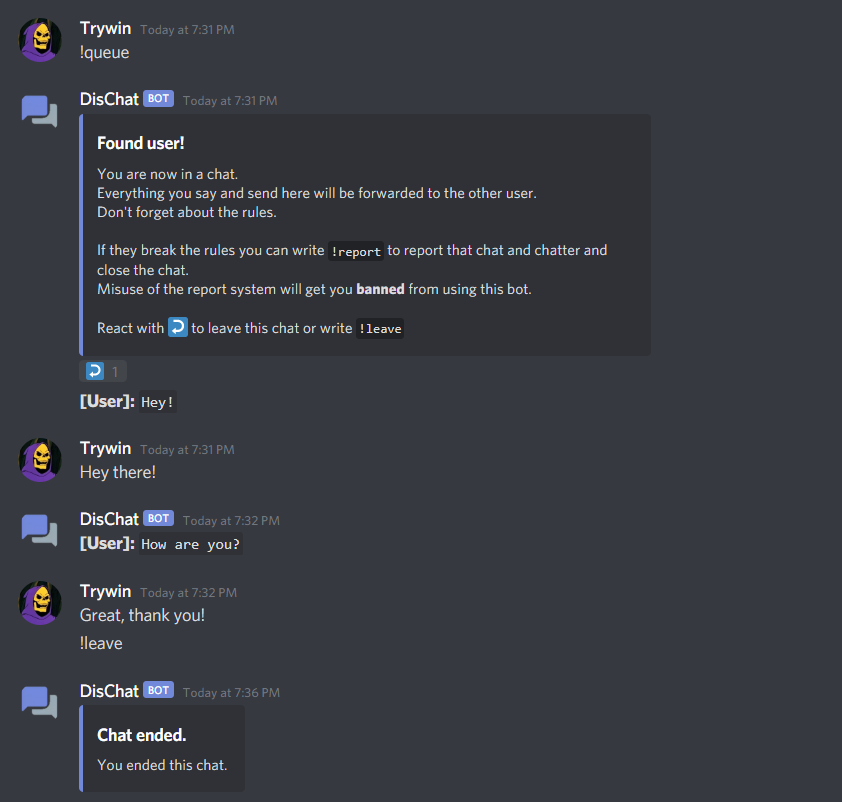 Trywin Today at 7:31 PM
!queue
DisChat BOT Today at 7:31 PM
Found user!
You are now in a chat.
Everything you say and send here will be forwarded to the other user.
Don't forget about the rules.
If they break the rules you can write !report to report that chat and chatter and
close the chat.
Misuse of the report system will get you banned from using this bot.
React with to leave this chat or write !leave
1
[User]: Hey!
Trywin Today at 7:31 PM
Hey there!
DisChat BOT Today at 7:32 PM
[User]: How are you?
Trywin Today at 7:32 PM
Great, thank you!
!leave
DisChat BOT Today at 7:36 PM
Chat ended.
You ended this chat.